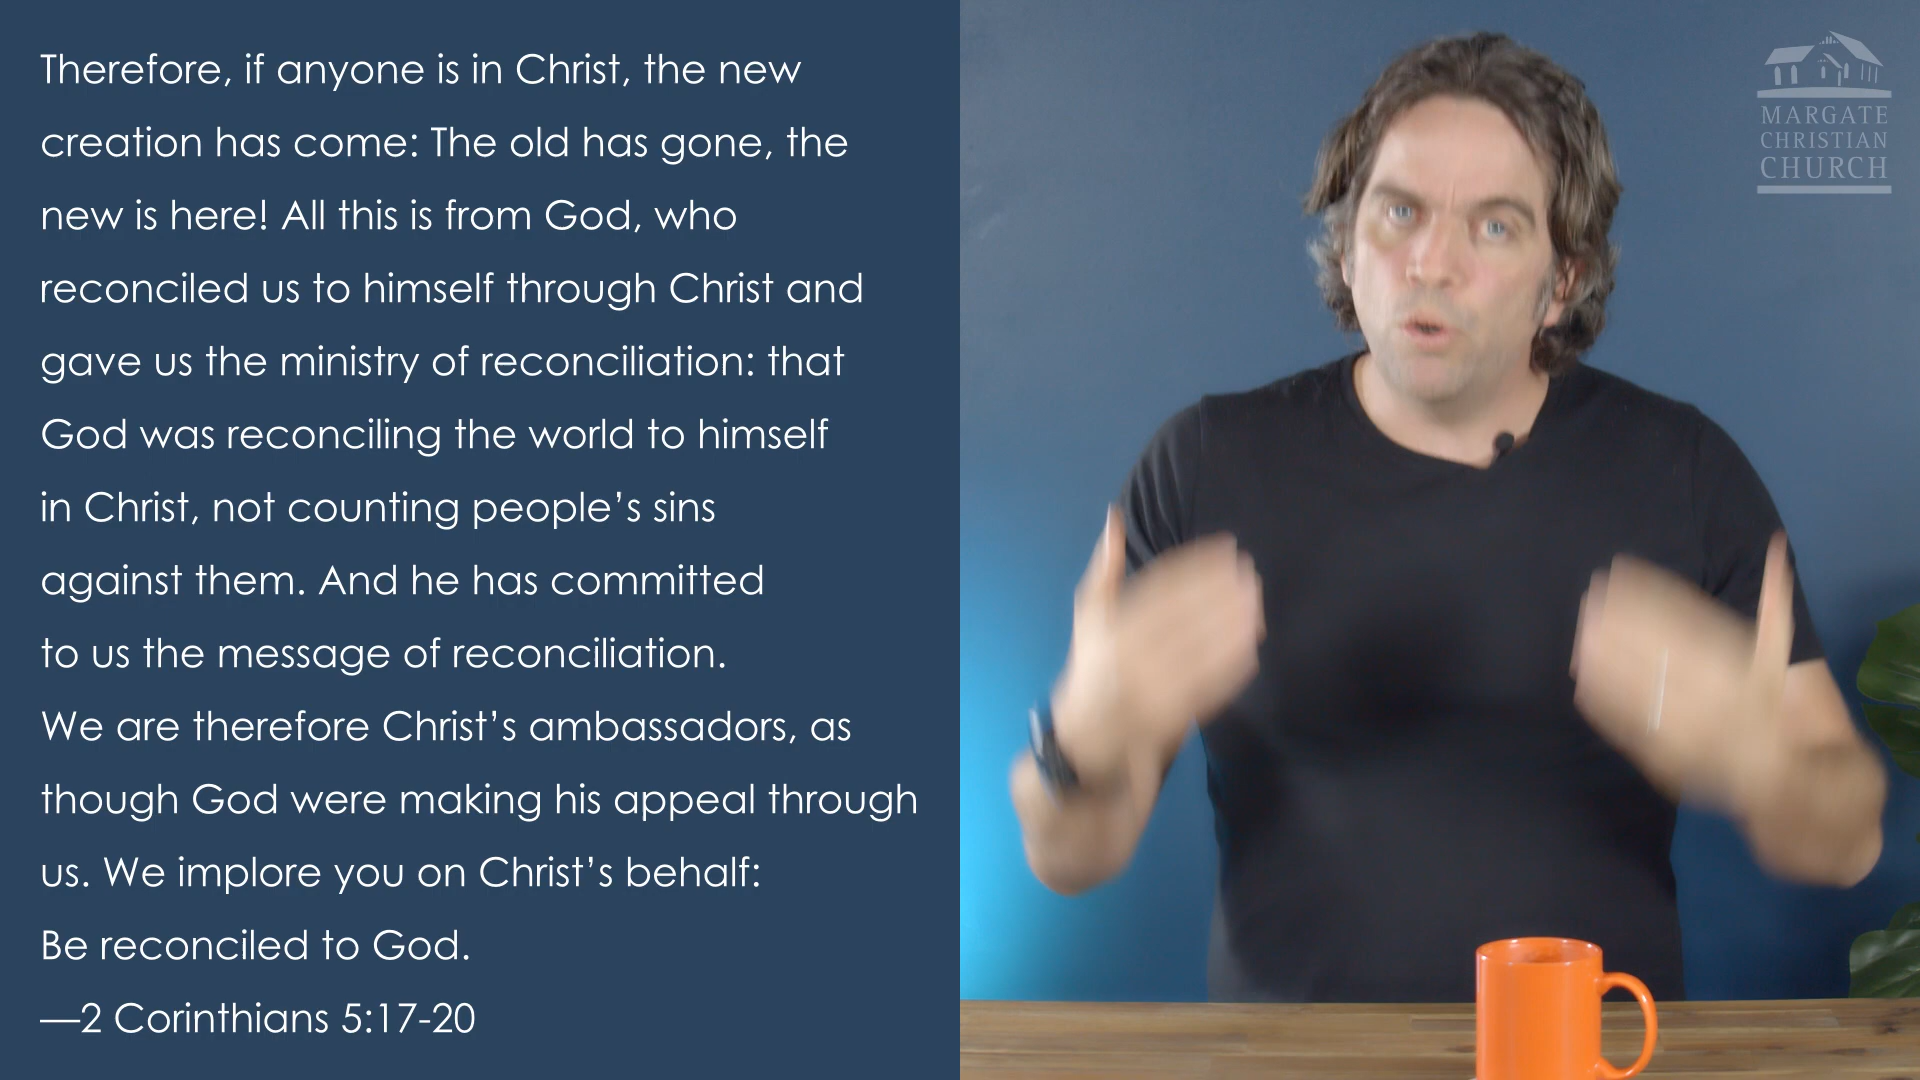 Therefore, if anyone is in Christ, the new
creation has come: The old has gone, the
new is here! All this is from God, who
reconciled us to himself through Christ and
gave us the ministry of reconciliation: that
God was reconciling the world to himself
in Christ, not counting people’s sins
against them. And he has committed
to us the message of reconciliation.
We are therefore Christ’s ambassadors, as
though God were making his appeal through
us. We implore you on Christ’s behalf:
Be reconciled to God.
—2 Corinthians 5:17-20
MARGATE
CHRISTIAN
CHURCH